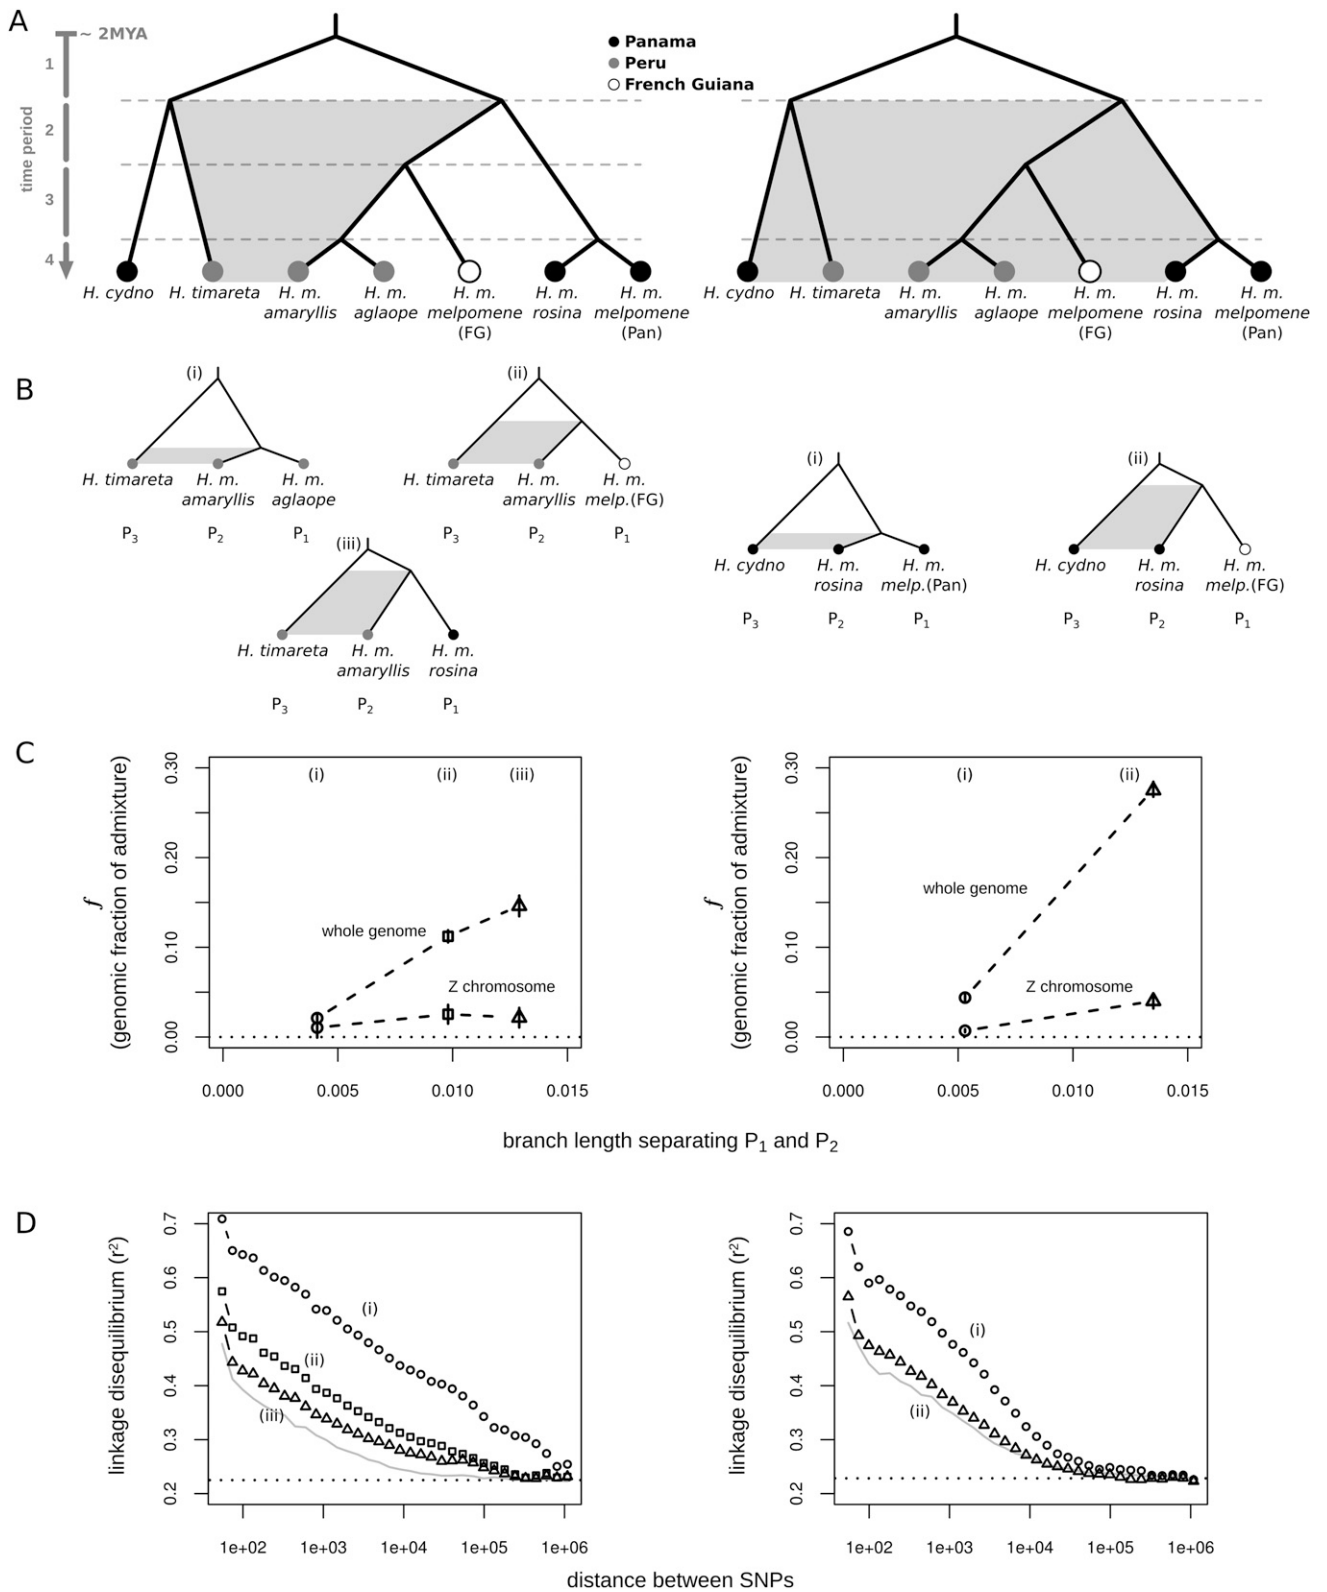 A
~ 2MYA
1
2
3
4
time period
Panama
Peru
French Guiana
H. cydno
H. timareta
H. m. amaryllis
H. m. aglaope
H. m. melpomene (FG)
H. m. rosina
H. m. melpomene (Pan)
H. cydno
H. timareta
H. m. amaryllis
H. m. aglaope
H. m. melpomene (FG)
H. m. rosina
H. m. melpomene (Pan)
B
(i)
H. timareta
H. m. amaryllis
H. m. aglaope
P3 P2 P1
(ii)
H. timareta
H. m. amaryllis
H. m. melp.(FG)
P3 P2 P1
(iii)
H. timareta
H. m. amaryllis
H. m. rosina
P3 P2 P1
(i)
H. cydno
H. m. rosina
H. m. melp.(Pan)
P3 P2 P1
(ii)
H. cydno
H. m. rosina
H. m. melp.(FG)
P3 P2 P1
C
f
(genomic fraction of admixture)
0.30
0.20
0.10
0.00
(i) (ii) (iii)
whole genome
Z chromosome
0.000 0.005 0.010 0.015
f
(genomic fraction of admixture)
0.30
0.20
0.10
0.00
(i) (ii)
whole genome
Z chromosome
0.000 0.005 0.010 0.015
branch length separating P1 and P2
D
linkage disequilibrium (r²)
0.7
0.6
0.5
0.4
0.3
0.2
(i)
(ii)
(iii)
1e+02 1e+03 1e+04 1e+05 1e+06
linkage disequilibrium (r²)
0.7
0.6
0.5
0.4
0.3
0.2
(i)
(ii)
1e+02 1e+03 1e+04 1e+05 1e+06
distance between SNPs